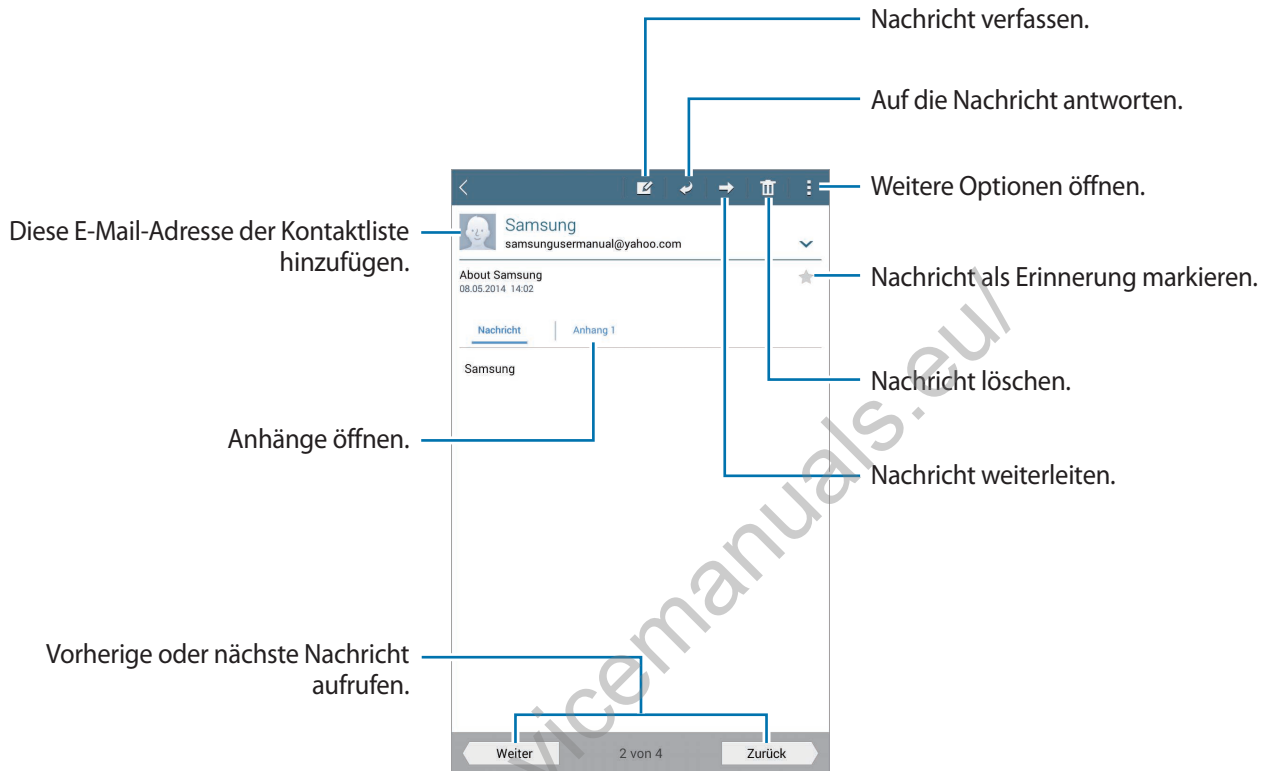 Nachricht verfassen.
Auf die Nachricht antworten.
Weitere Optionen öffnen.
Diese E-Mail-Adresse der Kontaktliste
hinzufügen.
Samsung
samsungusermanual@yahoo.com
About Samsung
08.05.2014 14:02
Nachricht als Erinnerung markieren.
Nachricht
Anhang 1
Samsung
Nachricht löschen.
Anhänge öffnen.
Nachricht weiterleiten.
Vorherige oder nächste Nachricht
aufrufen.
Weiter
2 von 4
Zurück
vicemanuals.eu/